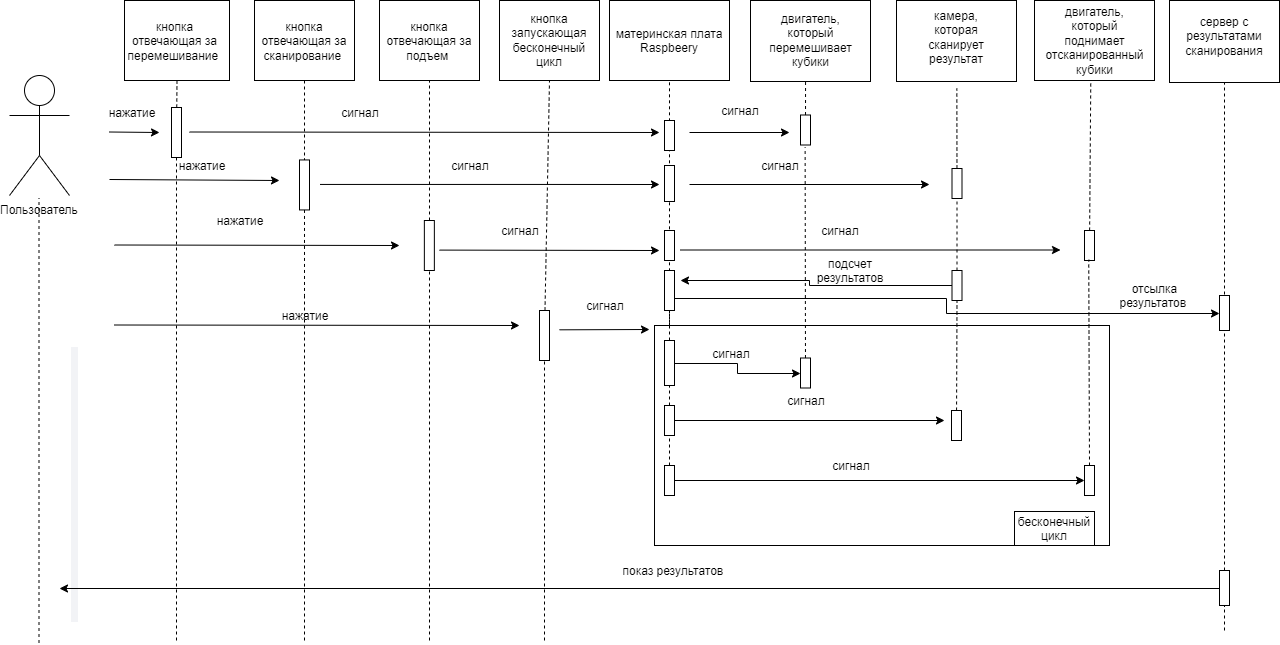 кнопка
отвечающая за
перемешивание
кнопка
отвечающая за
сканирование
кнопка
отвечающая за
подъем
кнопка
запускающая
бесконечный
цикл
материнская плата
Raspbeery
двигатель,
который
перемешивает
кубики
камера,
которая
сканирует
результат
двигатель,
который
поднимает
отсканированный
кубики
сервер с
результатами
сканирования
Пользователь
нажатие
сигнал
сигнал
нажатие
сигнал
сигнал
нажатие
сигнал
сигнал
подсчет
результатов
отсылка
результатов
нажатие
сигнал
сигнал
сигнал
сигнал
бесконечный
цикл
показ результатов